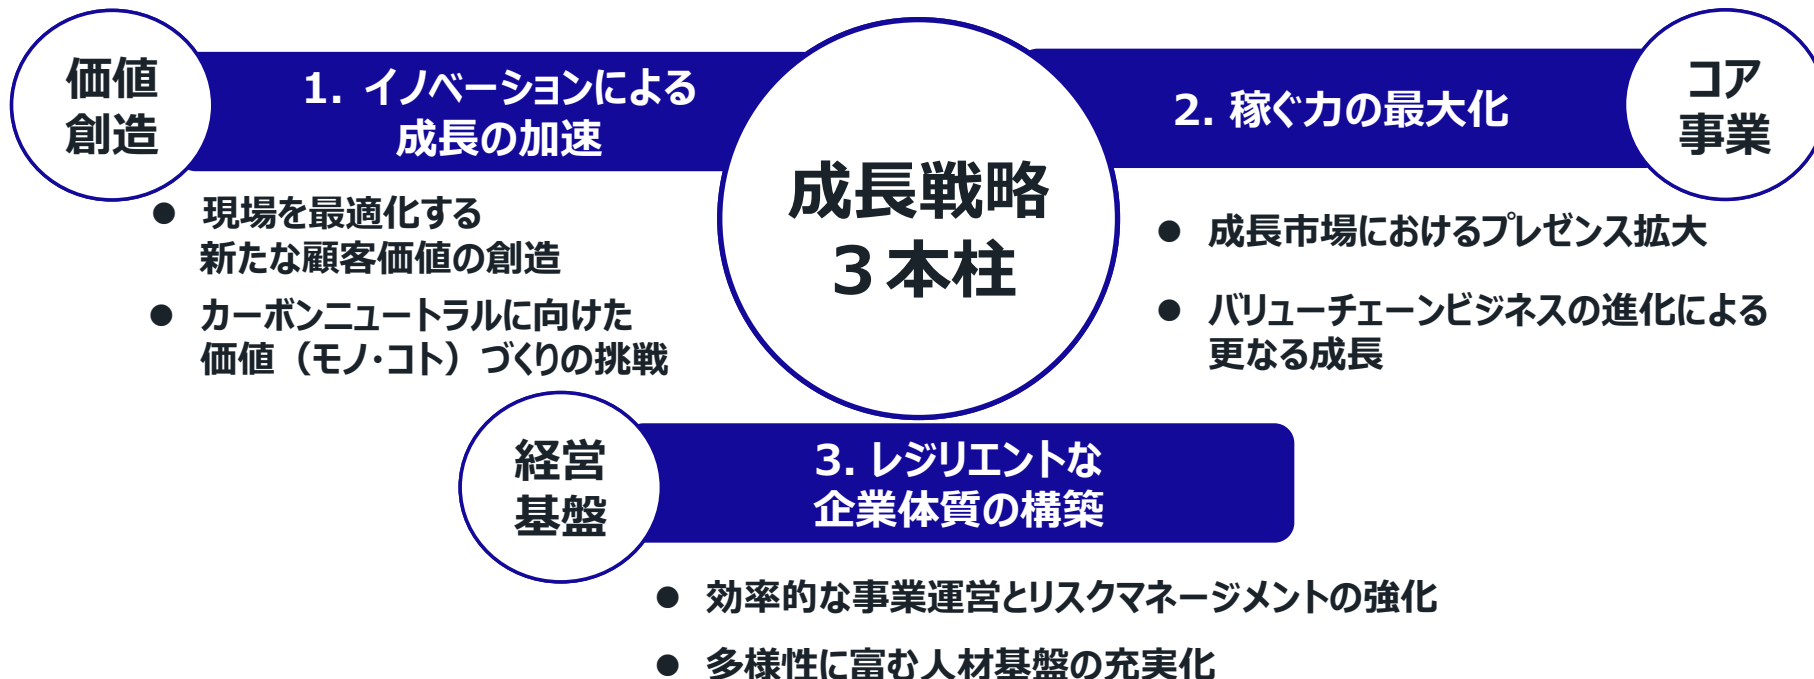 価値
創造
1. イノベーションによる
成長の加速
● 現場を最適化する
新たな顧客価値の創造
● カーボンニュートラルに向けた
価値（モノ・コト）づくりの挑戦
成長戦略
３本柱
2. 稼ぐ力の最大化
コア
事業
● 成長市場におけるプレゼンス拡大
● バリューチェーンビジネスの進化による
更なる成長
経営
基盤
3. レジリエントな
企業体質の構築
● 効率的な事業運営とリスクマネージメントの強化
● 多様性に富む人材基盤の充実化